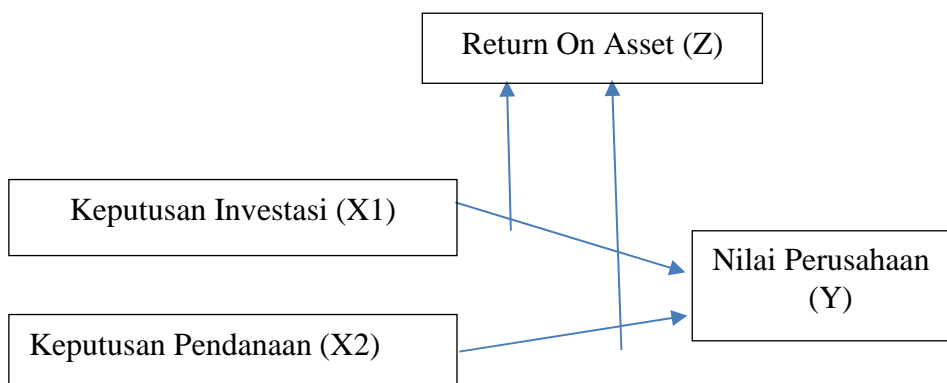 Return On Asset (Z)
Keputusan Investasi (X1)
Nilai Perusahaan
(Y)
Keputusan Pendanaan (X2)